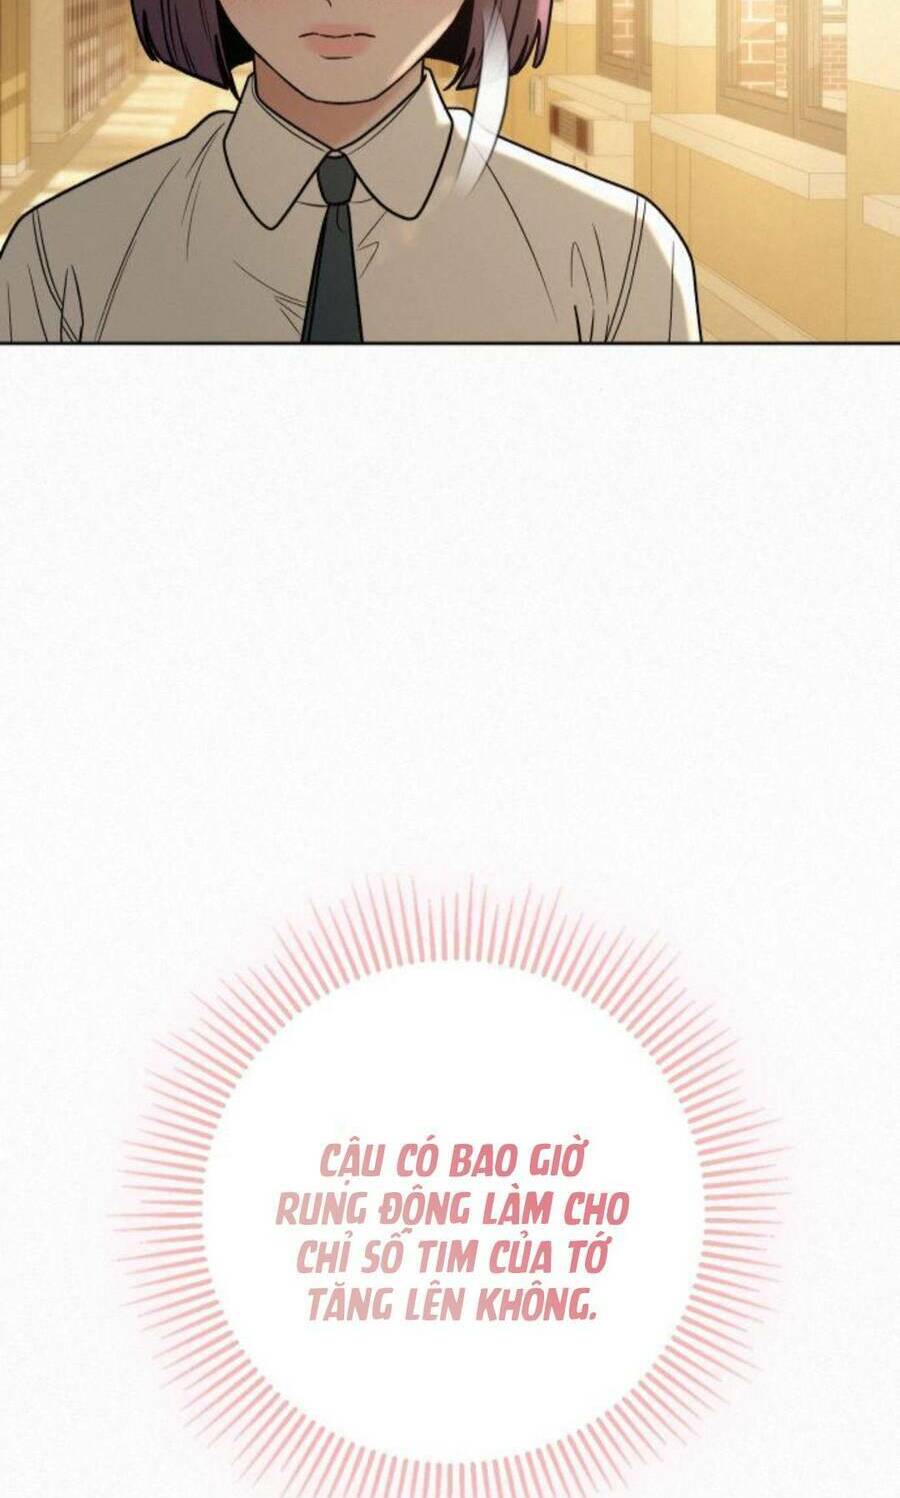 CẬU CÓ BAO GIỜ
RUNG ĐỘNG LÀM CHO
CHỈ SỐ TIM CỦA TỚ
TĂNG LÊN KHÔNG.